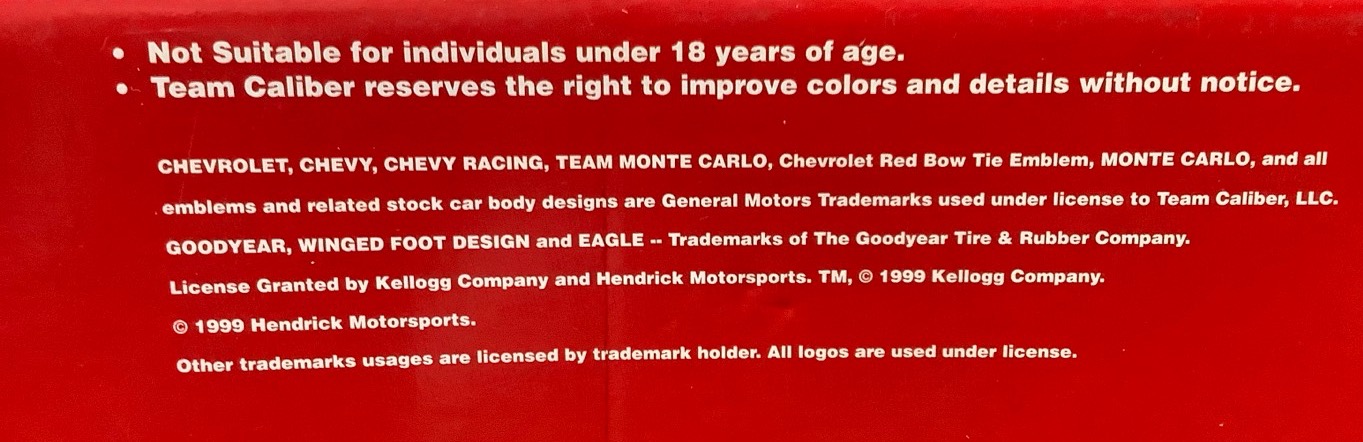 • Not Suitable for individuals under 18 years of age.
• Team Caliber reserves the right to improve colors and details without notice.
CHEVROLET, CHEVY, CHEVY RACING, TEAM MONTE CARLO, Chevrolet Red Bow Tie Emblem, MONTE CARLO, and all
emblems and related stock car body designs are General Motors Trademarks used under license to Team Caliber, LLC.
GOODYEAR, WINGED FOOT DESIGN and EAGLE -- Trademarks of The Goodyear Tire & Rubber Company.
License Granted by Kellogg Company and Hendrick Motorsports. TM, © 1999 Kellogg Company.
© 1999 Hendrick Motorsports.
Other trademarks usages are licensed by trademark holder. All logos are used under license.